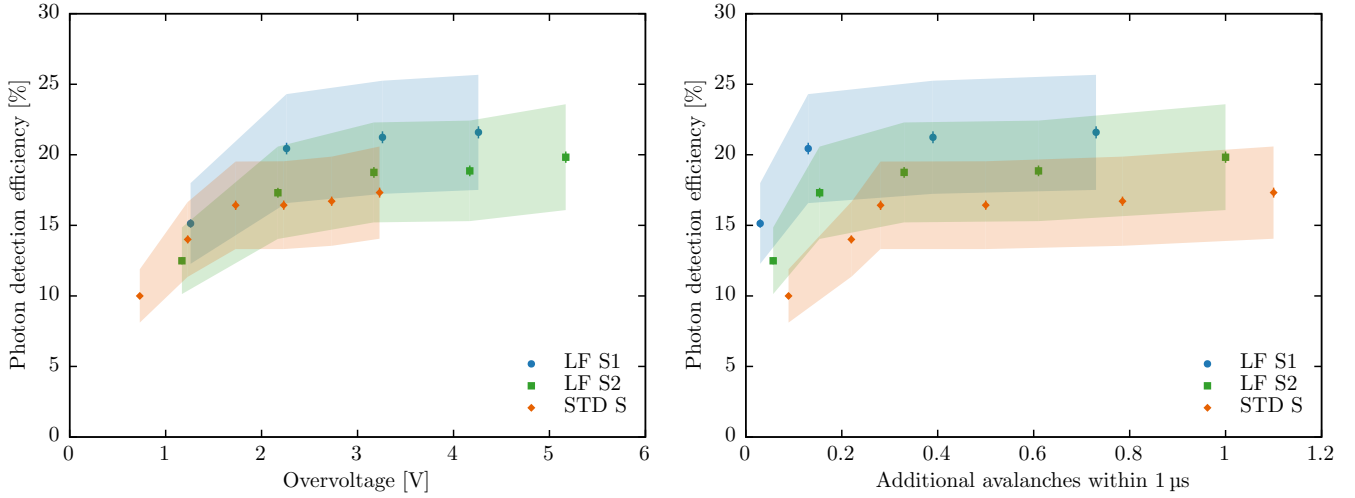 Photon detection efficiency [%]
30
25
20
15
10
5
0
0 1 2 3 4 5 6
Overvoltage [V]
LF S1
LF S2
STD S
Photon detection efficiency [%]
30
25
20
15
10
5
0
0 0.2 0.4 0.6 0.8 1 1.2
Additional avalanches within 1 µs
LF S1
LF S2
STD S